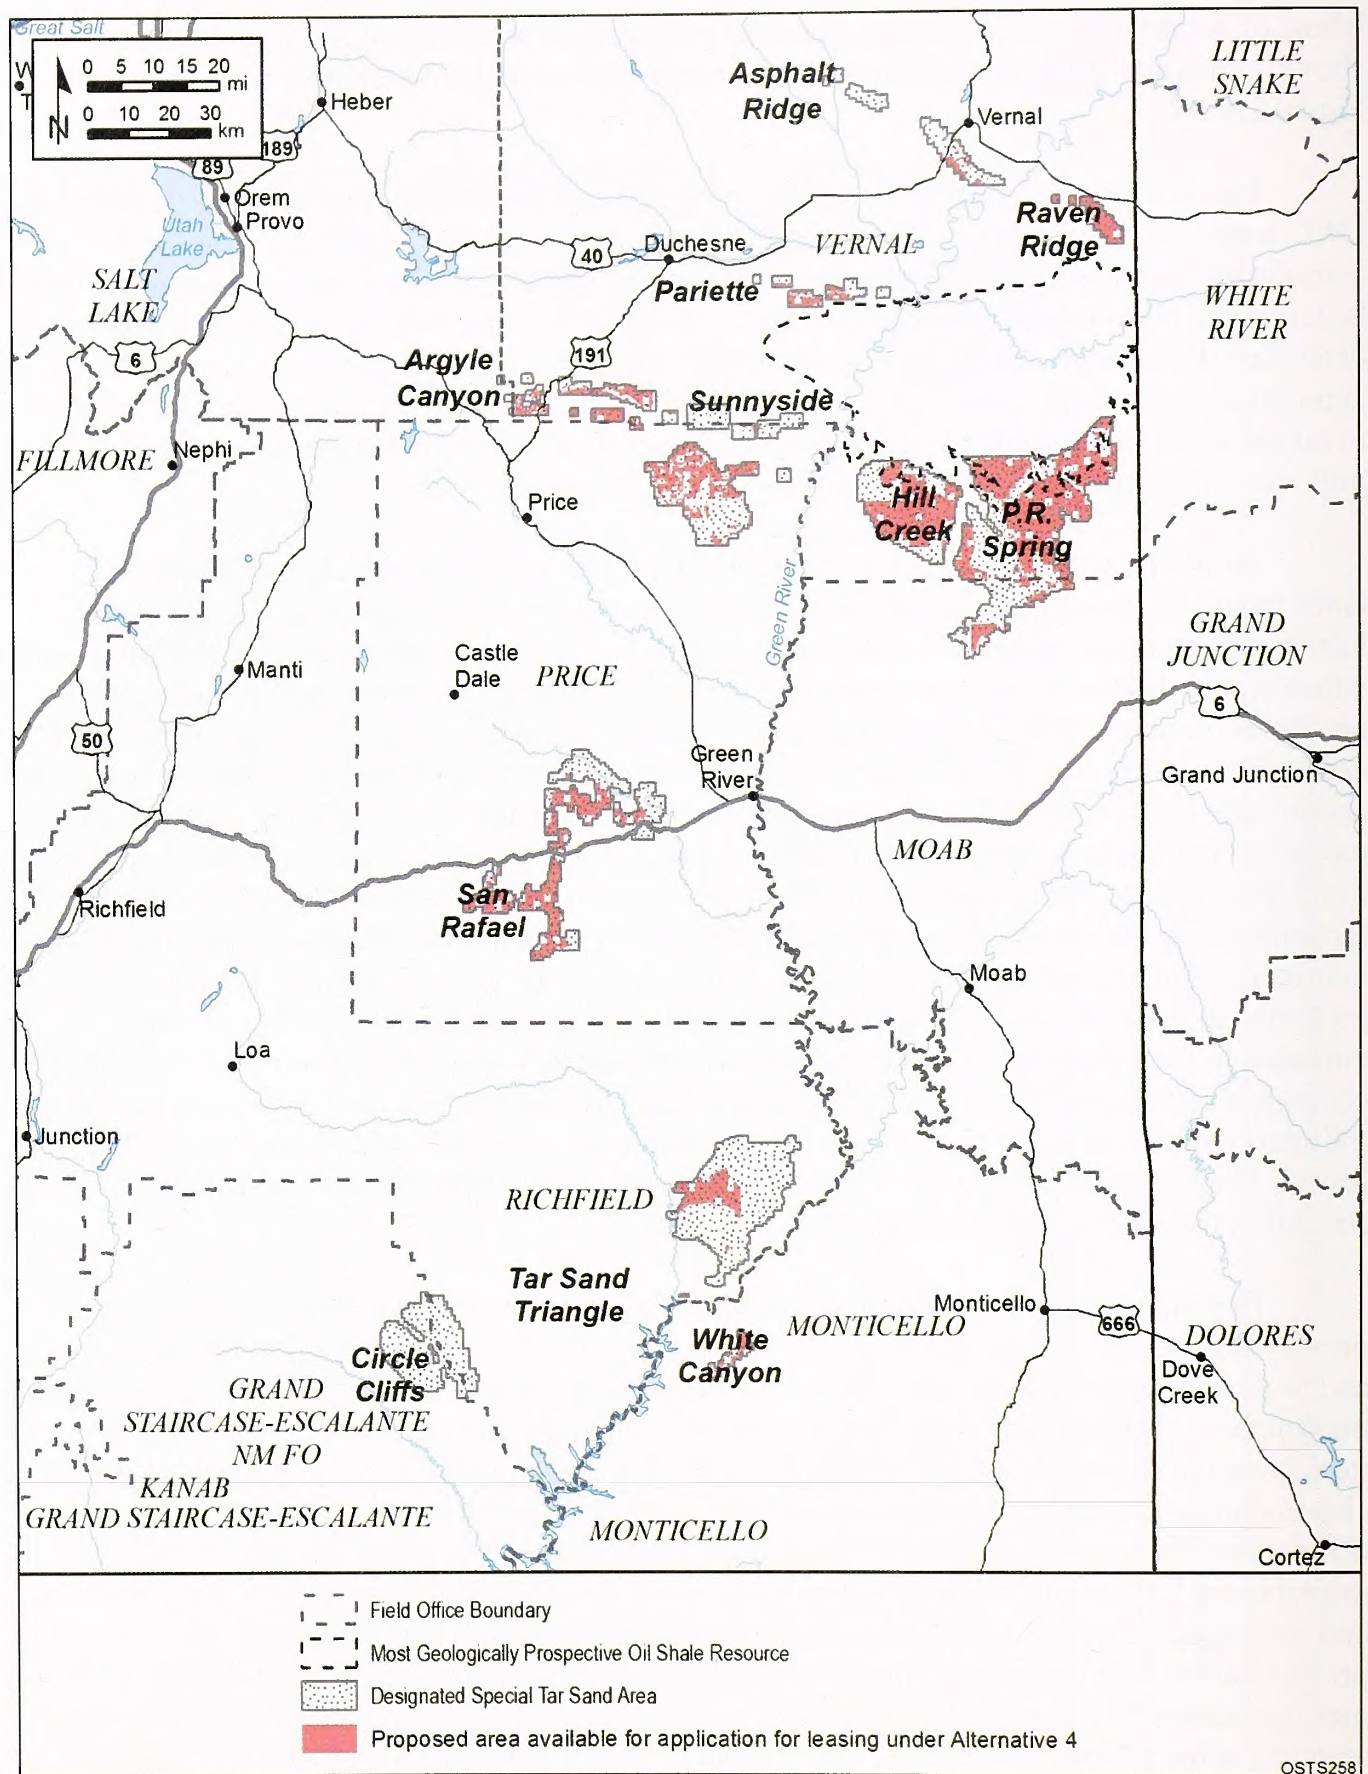 Great Salt
W
T
0 5 10 15 20
mi
0 10 20 30
km
N
Heber
189
89
Orem
Provo
Utah
Lake
SALT
LAKE
6
Asphalt
Ridge
Vernal
LITTLE
SNAKE
Raven
Ridge
40
Duchesne
VERNAL
Pariette
WHITE
RIVER
191
Argyle
Canyon
Sunnyside
FILLMORE
Nephi
Price
Hill
Creek
P.R.
Spring
Green River
GRAND
JUNCTION
Manti
Castle
Dale
PRICE
50
Green
River
6
Grand Junction
MOAB
San
Rafael
Richfield
Moab
Loa
Junction
RICHFIELD
Tar Sand
Triangle
Monticello
666
DOLORES
White
Canyon
MONTICELLO
Dove
Creek
Circle
Cliffs
GRAND
STAIRCASE-ESCALANTE
NM FO
KANAB
GRAND STAIRCASE-ESCALANTE
MONTICELLO
Cortez
Field Office Boundary
Most Geologically Prospective Oil Shale Resource
Designated Special Tar Sand Area
Proposed area available for application for leasing under Alternative 4
OSTS258